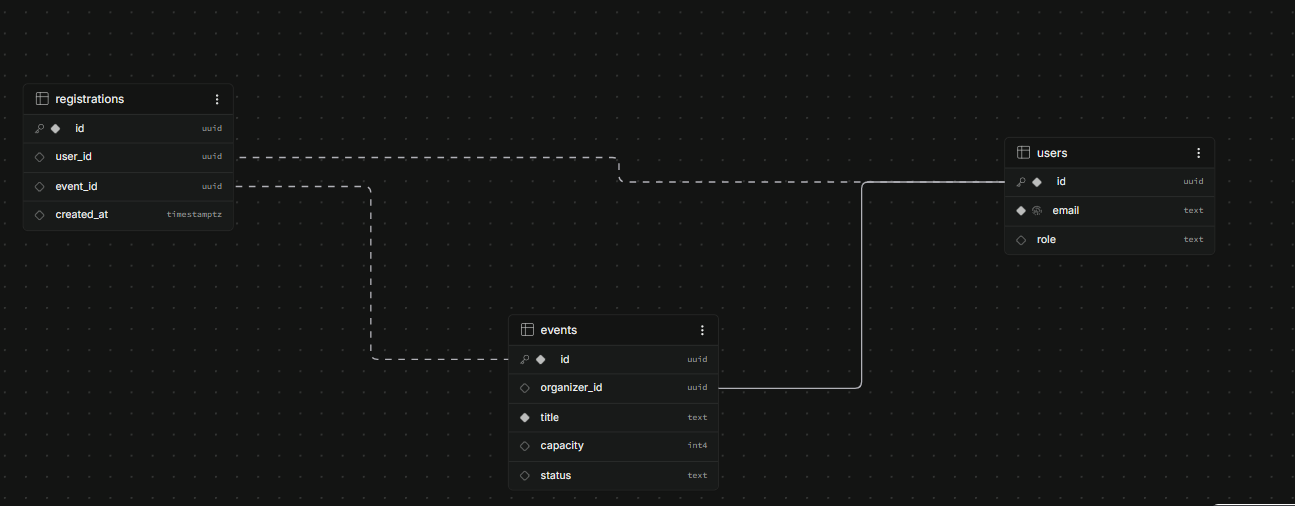 registrations
id uuid
user_id uuid
event_id uuid
created_at timestamptz
users
id uuid
email text
role text
events
id uuid
organizer_id uuid
title text
capacity int4
status text